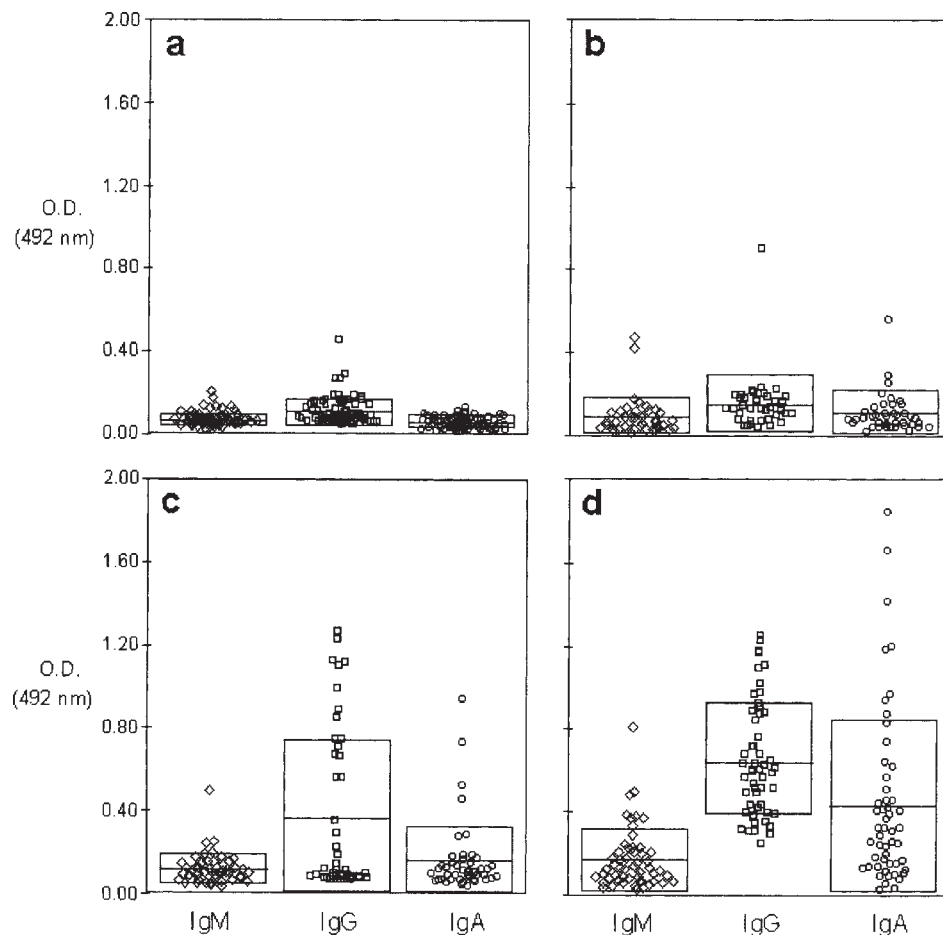 a
b
2.00
1.60
1.20
O.D.
(492 nm)
0.80
0.40
0.00
c
d
2.00
1.60
1.20
O.D.
(492 nm)
0.80
0.40
0.00
IgM
IgG
IgA
IgM
IgG
IgA